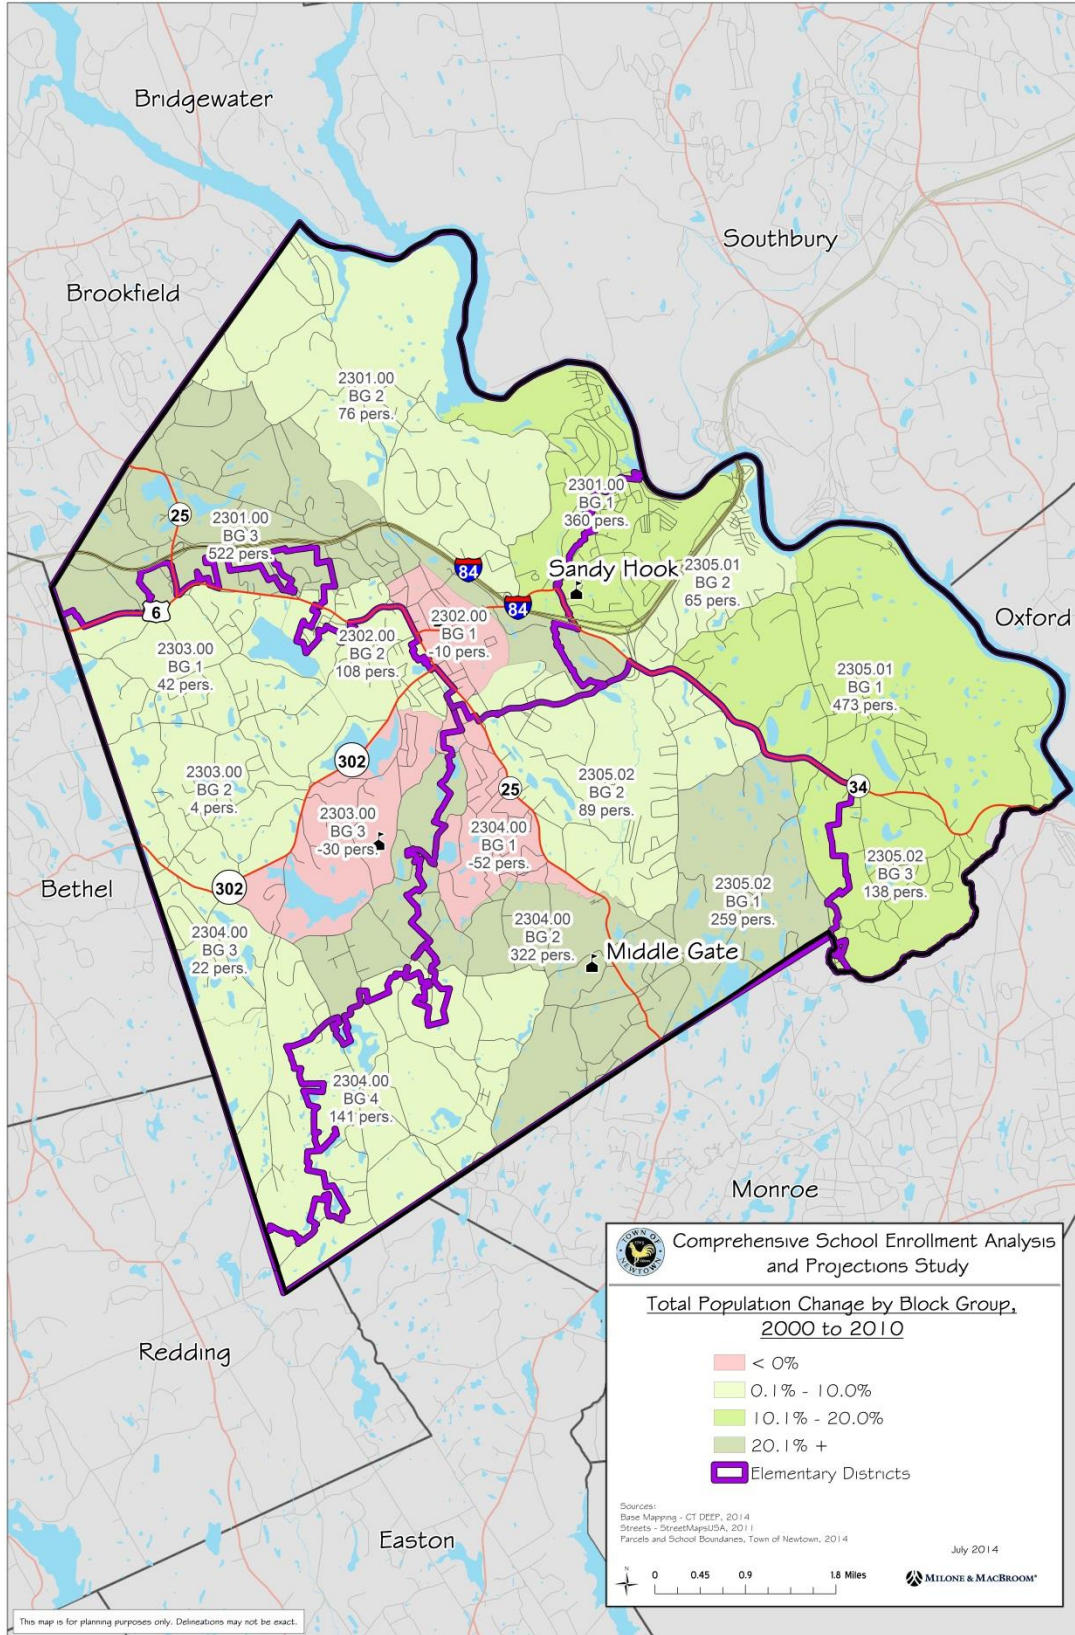 Bridgewater
Southbury
Brookfield
2301.00
BG 2
76 pers.
2301.00
BG 1
360 pers.
25
2301.00
BG 3
522 pers.
84
Sandy Hook
2305.01
BG 2
65 pers.
84
6
Oxford
2302.00
BG 1
-10 pers.
2302.00
BG 2
108 pers.
2303.00
BG 1
42 pers.
2305.01
BG 1
473 pers.
302
2303.00
BG 2
4 pers.
25
2305.02
BG 2
89 pers.
34
2303.00
BG 3
-30 pers.
2304.00
BG 1
-52 pers.
Bethel
302
2305.02
BG 1
259 pers.
2305.02
BG 3
138 pers.
2304.00
BG 3
22 pers.
2304.00
BG 2
322 pers.
Middle Gate
2304.00
BG 4
141 pers.
Monroe
Redding
Easton
TOWN OF
NEWTOWN
Comprehensive School Enrollment Analysis
and Projections Study
Total Population Change by Block Group,
2000 to 2010
< 0%
0.1% - 10.0%
10.1% - 20.0%
20.1% +
Elementary Districts
Sources:
Base Mapping - CT DEEP, 2014
Streets - StreetMapsUSA, 2011
Parcels and School Boundaries, Town of Newtown, 2014
July 2014
N
0 0.45 0.9 1.8 Miles
MILONE & MACBROOM®
This map is for planning purposes only. Delineations may not be exact.